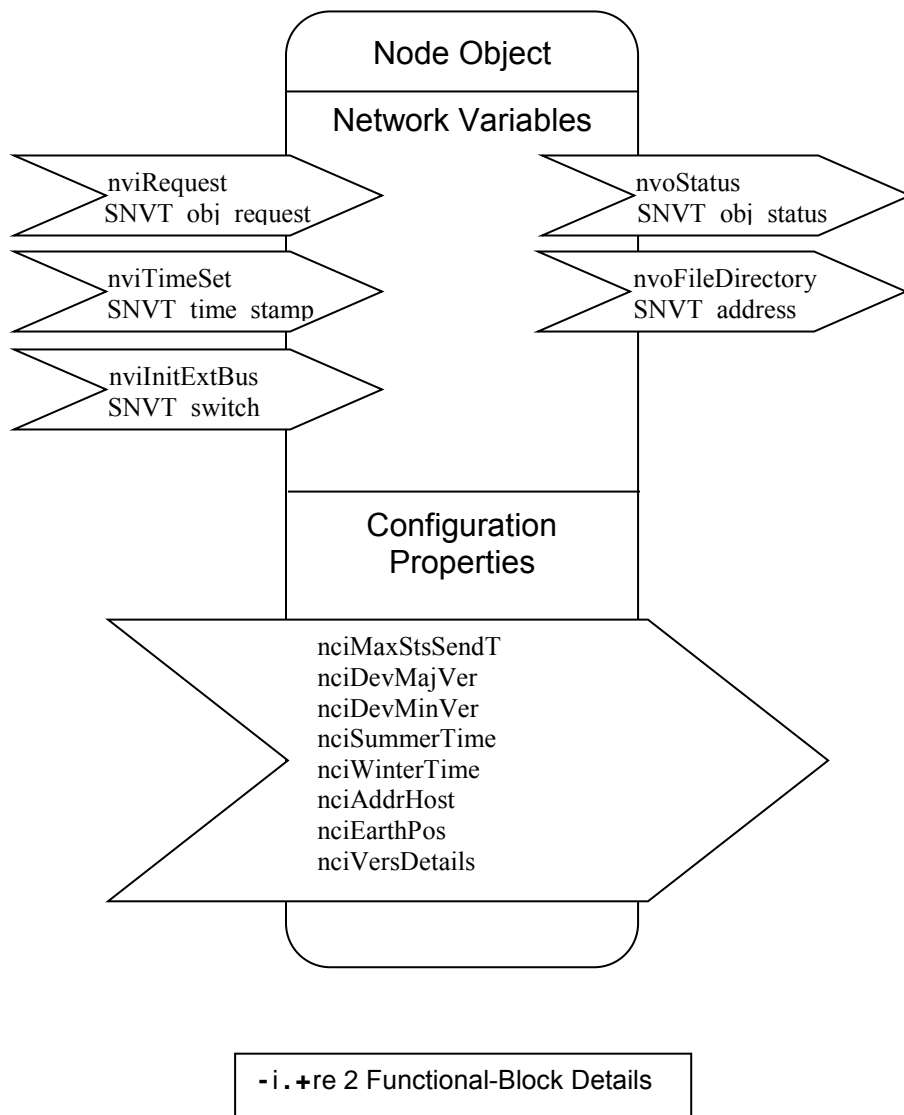 Node Object
Network Variables
nviRequest
SNVT obj request
nvoStatus
SNVT obj status
nviTimeSet
SNVT time stamp
nvoFileDirectory
SNVT address
nviInitExtBus
SNVT switch
Configuration
Properties
nciMaxStsSendT
nciDevMajVer
nciDevMinVer
nciSummerTime
nciWinterTime
nciAddrHost
nciEarthPos
nciVersDetails
-i.+re 2 Functional-Block Details